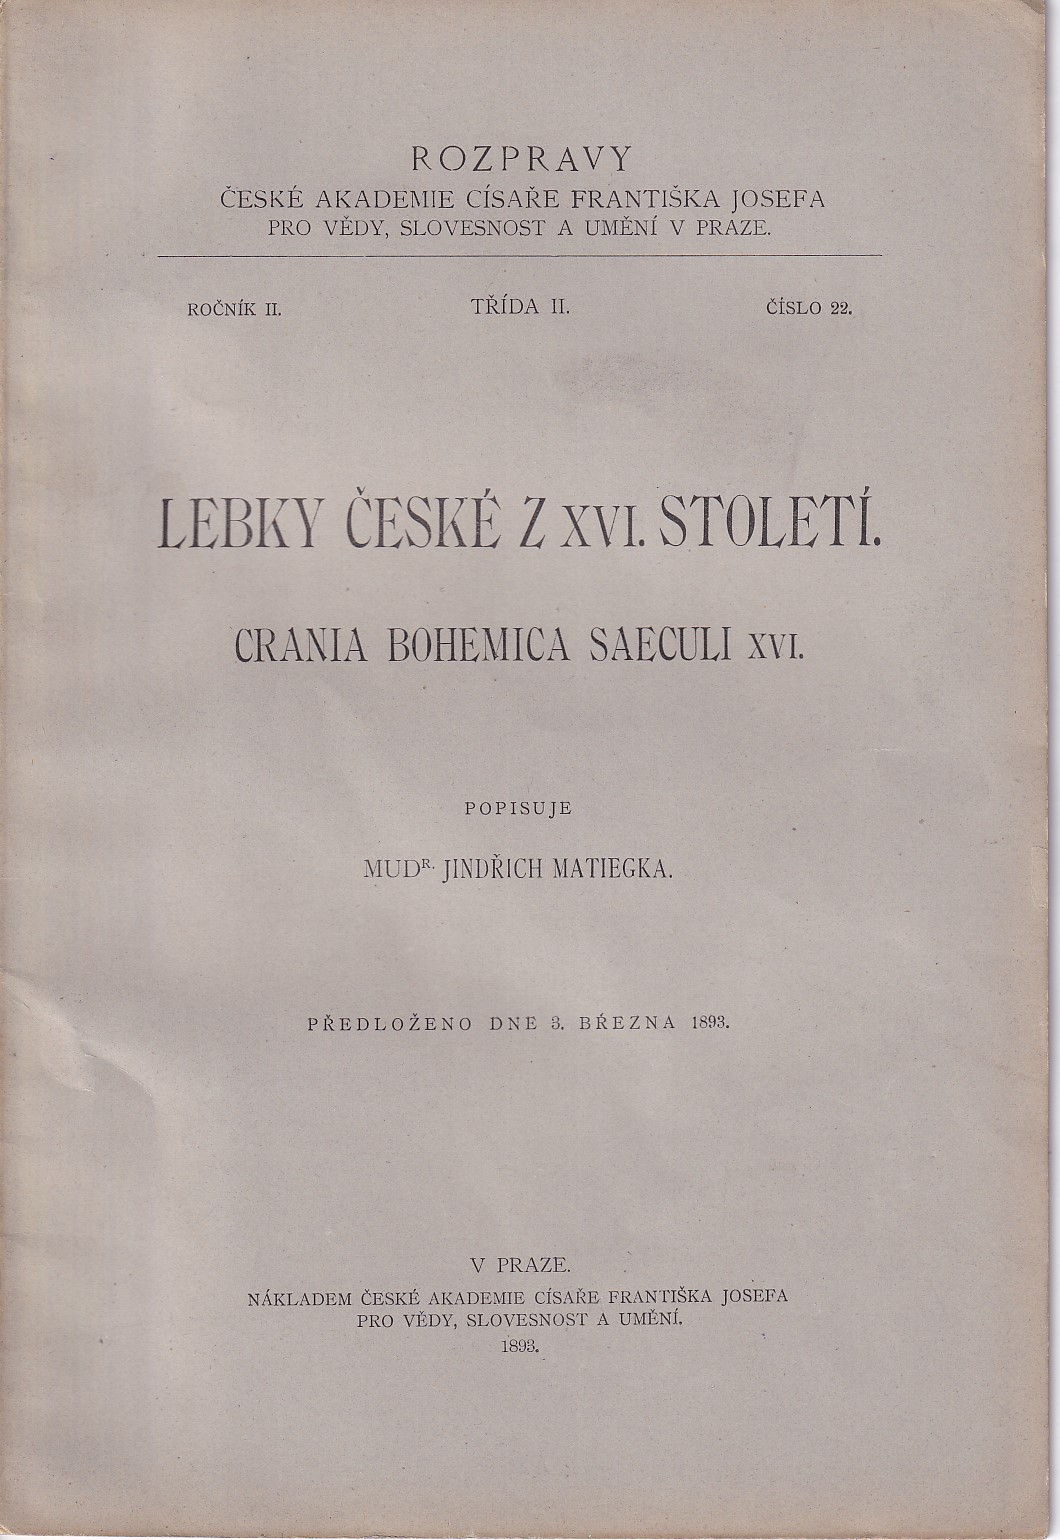 ROZPRAVY
ČESKÉ AKADEMIE CÍSAŘE FRANTIŠKA JOSEFA
PRO VĚDY, SLOVESNOST A UMĚNÍ V PRAZE.
ROČNÍK II. TŘÍDA II. ČÍSLO 22.
LEBKY ČESKÉ Z XVI. STOLETÍ.
CRANIA BOHEMICA SAECULI XVI.
POPISUJE
MUDR. JINDŘICH MATIEGKA.
PŘEDLOŽENO DNE 3. BŘEZNA 1893.
V PRAZE.
NÁKLADEM ČESKÉ AKADEMIE CÍSAŘE FRANTIŠKA JOSEFA
PRO VĚDY, SLOVESNOST A UMĚNÍ.
1893.